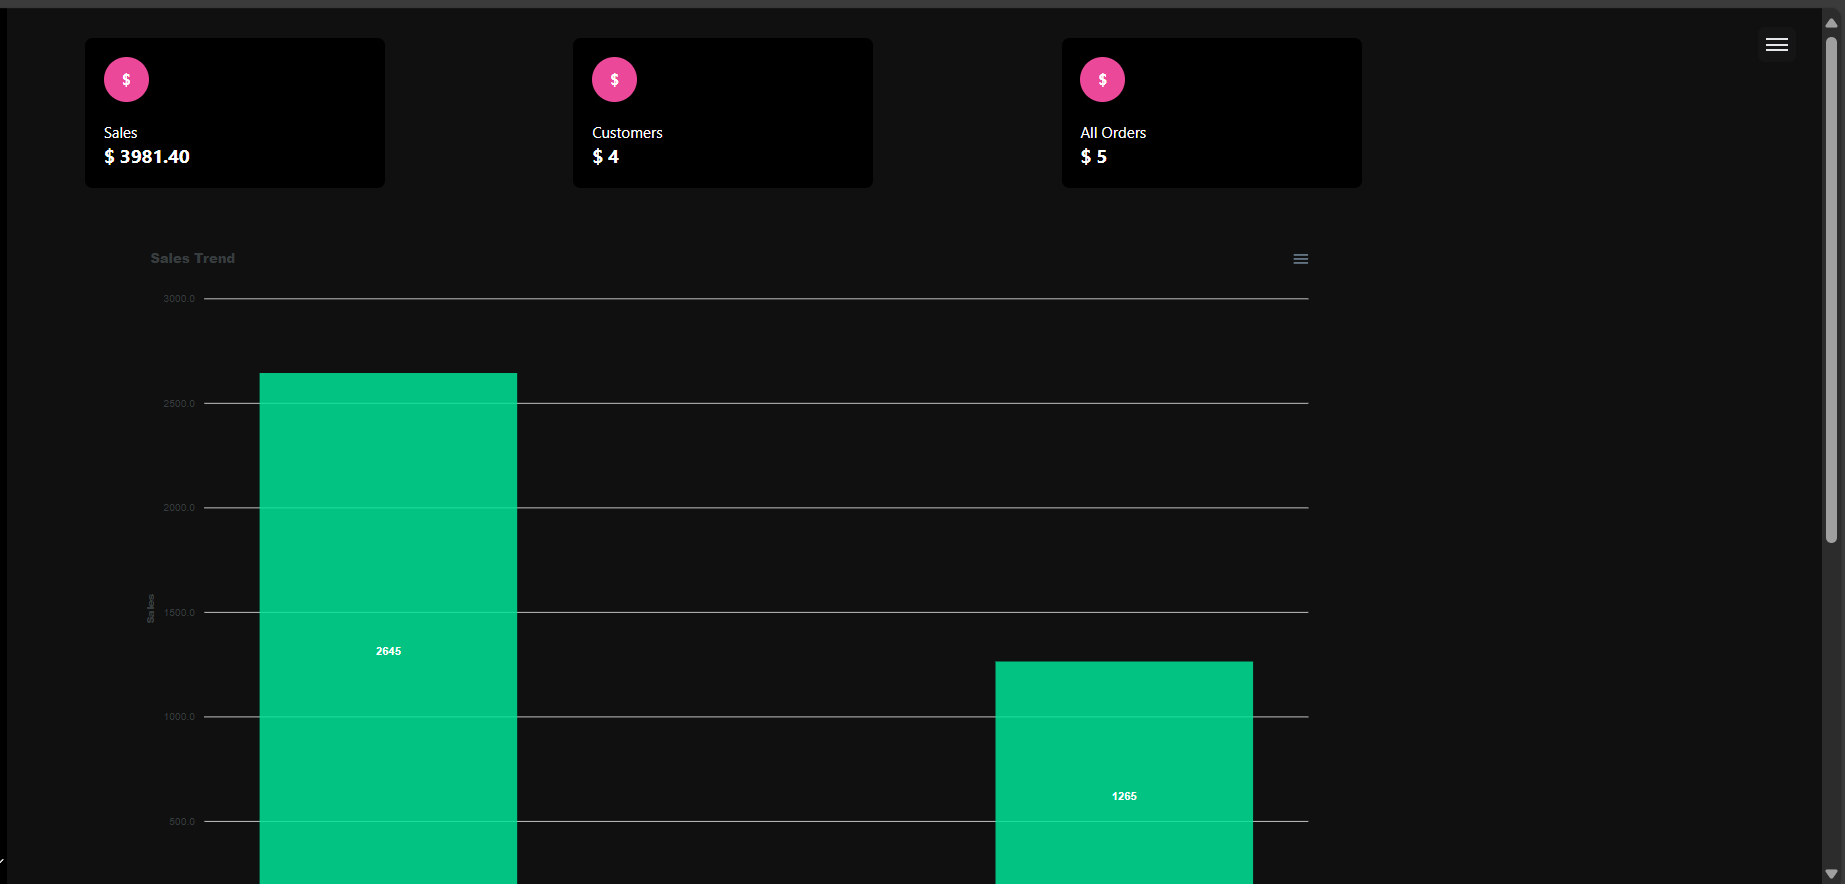 $
Sales
$ 3981.40
$
Customers
$ 4
$
All Orders
$ 5
Sales Trend
3000.0
2500.0
2000.0
1500.0
1000.0
500.0
Sales
2645
1265